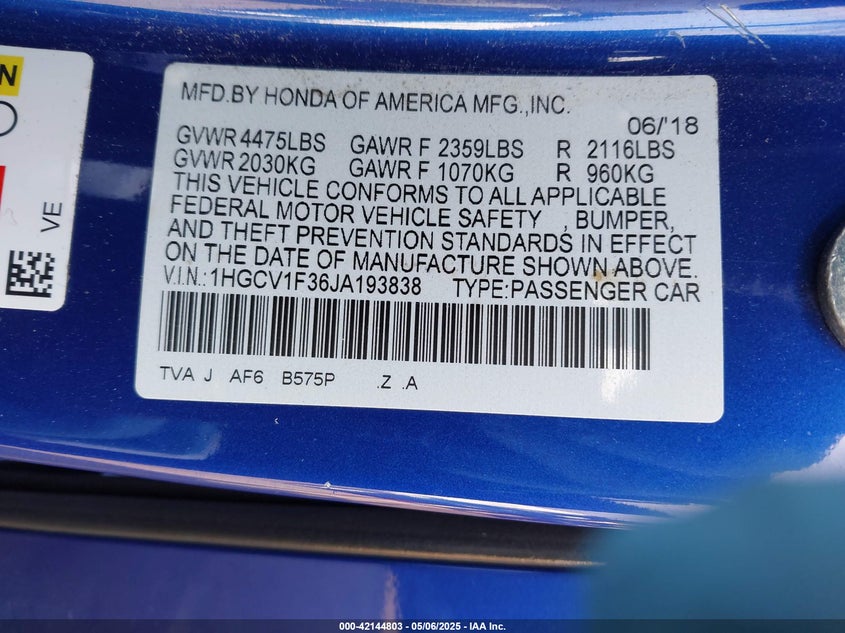 N
VE
MFD.BY HONDA OF AMERICA MFG.,INC.
06/'18
GVWR 4475LBS GAWR F 2359LBS R 2116LBS
GVWR 2030KG GAWR F 1070KG R 960KG
THIS VEHICLE CONFORMS TO ALL APPLICABLE
FEDERAL MOTOR VEHICLE SAFETY , BUMPER,
AND THEFT PREVENTION STANDARDS IN EFFECT
ON THE DATE OF MANUFACTURE SHOWN ABOVE.
V.I.N.:1HGCV1F36JA193838 TYPE:PASSENGER CAR
TVA J AF6 B575P .Z .A
000-42144803 - 05/06/2025 - IAA Inc.